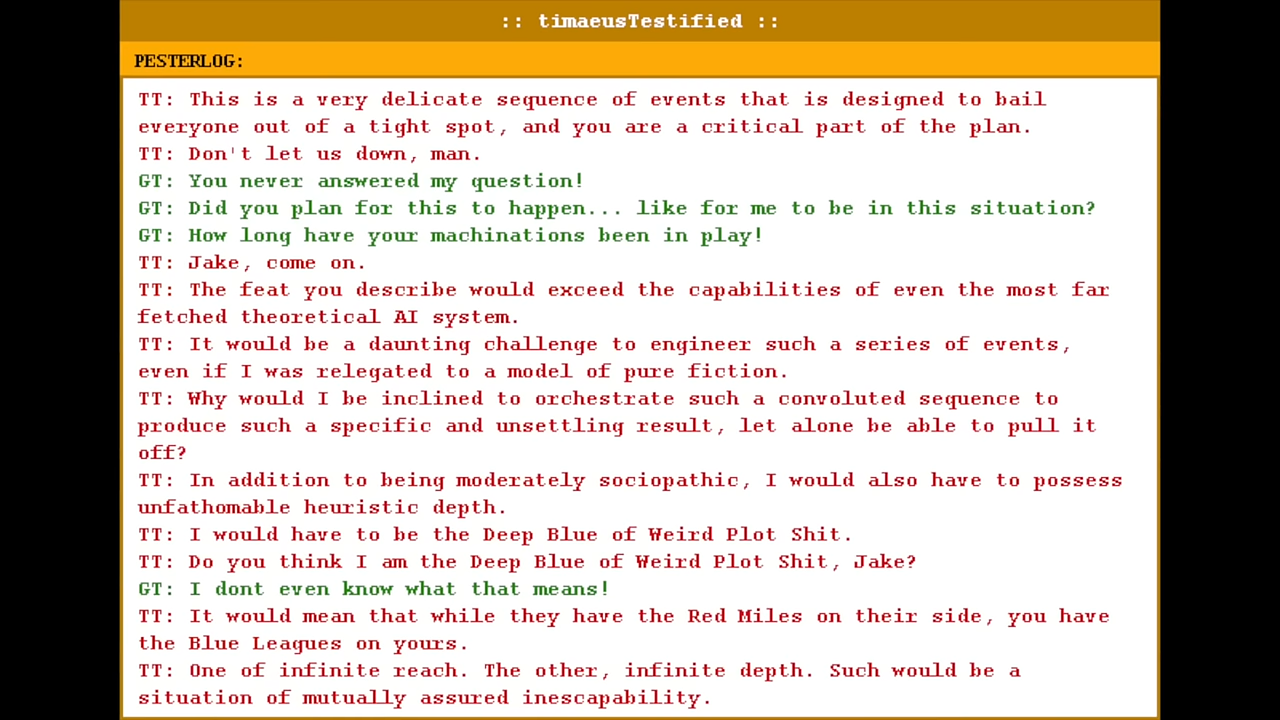 :: timaeusTestified ::
PESTERLOG:
TT: This is a very delicate sequence of events that is designed to bail
everyone out of a tight spot, and you are a critical part of the plan.
TT: Don't let us down, man.
GT: You never answered my question!
GT: Did you plan for this to happen... like for me to be in this situation?
GT: How long have your machinations been in play!
TT: Jake, come on.
TT: The feat you describe would exceed the capabilities of even the most far
fetched theoretical AI system.
TT: It would be a daunting challenge to engineer such a series of events,
even if I was relegated to a model of pure fiction.
TT: Why would I be inclined to orchestrate such a convoluted sequence to
produce such a specific and unsettling result, let alone be able to pull it
off?
TT: In addition to being moderately sociopathic, I would also have to possess
unfathomable heuristic depth.
TT: I would have to be the Deep Blue of Weird Plot Shit.
TT: Do you think I am the Deep Blue of Weird Plot Shit, Jake?
GT: I dont even know what that means!
TT: It would mean that while they have the Red Miles on their side, you have
the Blue Leagues on yours.
TT: One of infinite reach. The other, infinite depth. Such would be a
situation of mutually assured inescapability.